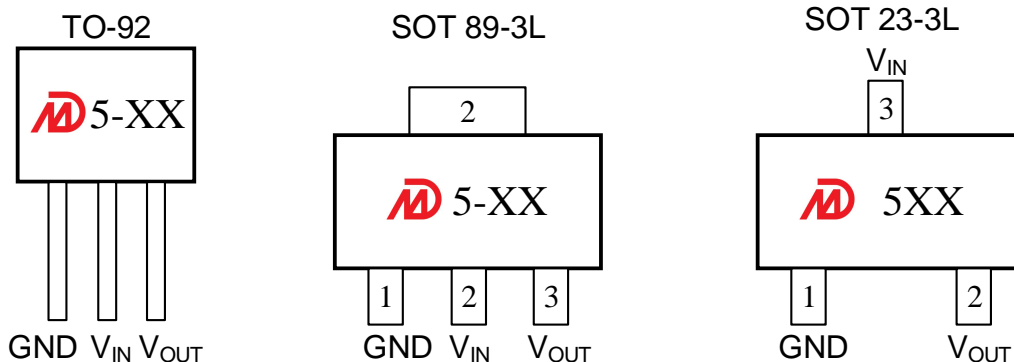 TO-92
SOT 89-3L
SOT 23-3L
VIN
3
2
5-XX
5-XX
5XX
1
2
3
1
2
GND VIN VOUT
GND VIN VOUT
GND VOUT